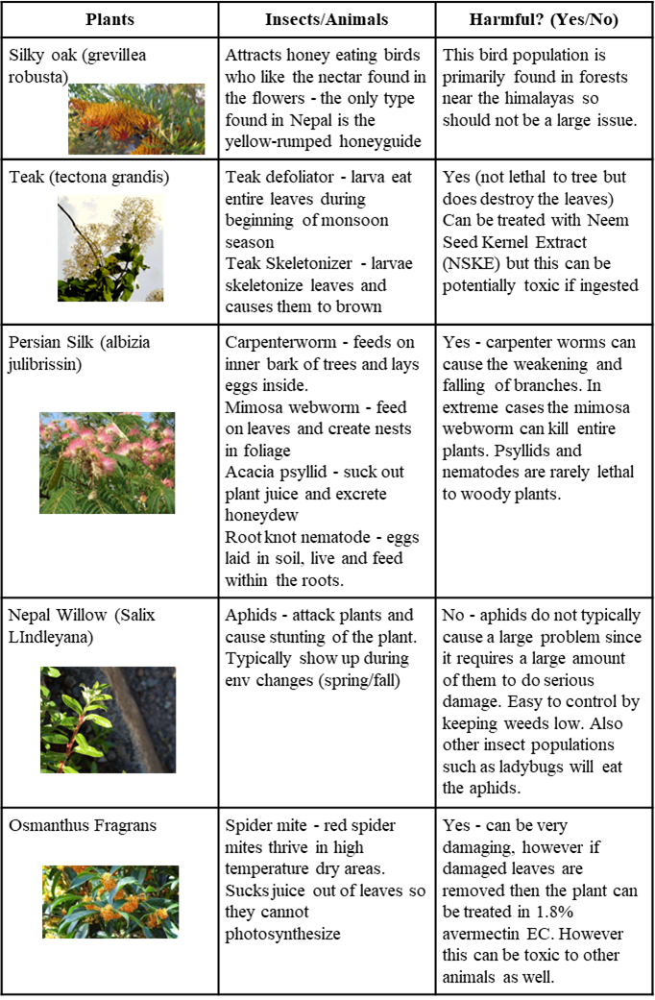 Plants
Insects/Animals
Harmful? (Yes/No)
Silky oak (grevillea
robusta)
Attracts honey eating birds
who like the nectar found in
the flowers - the only type
found in Nepal is the
yellow-rumped honeyguide
This bird population is
primarily found in forests
near the himalayas so
should not be a large issue.
Teak (tectona grandis)
Teak defoliator - larva eat
entire leaves during
beginning of monsoon
season
Teak Skeletonizer - larvae
skeletonize leaves and
causes them to brown
Yes (not lethal to tree but
does destroy the leaves)
Can be treated with Neem
Seed Kernel Extract
(NSKE) but this can be
potentially toxic if ingested
Persian Silk (albizia
julibrissin)
Carpenterworm - feeds on
inner bark of trees and lays
eggs inside.
Mimosa webworm - feed
on leaves and create nests
in foliage
Acacia psyllid - suck out
plant juice and excrete
honeydew
Root knot nematode - eggs
laid in soil, live and feed
within the roots.
Yes - carpenter worms can
cause the weakening and
falling of branches. In
extreme cases the mimosa
webworm can kill entire
plants. Psyllids and
nematodes are rarely lethal
to woody plants.
Nepal Willow (Salix
LIndleyana)
Aphids - attack plants and
cause stunting of the plant.
Typically show up during
env changes (spring/fall)
No - aphids do not typically
cause a large problem since
it requires a large amount
of them to do serious
damage. Easy to control by
keeping weeds low. Also
other insect populations
such as ladybugs will eat
the aphids.
Osmanthus Fragrans
Spider mite - red spider
mites thrive in high
temperature dry areas.
Sucks juice out of leaves so
they cannot
photosynthesize
Yes - can be very
damaging, however if
damaged leaves are
removed then the plant can
be treated in 1.8%
avermectin EC. However
this can be toxic to other
animals as well.